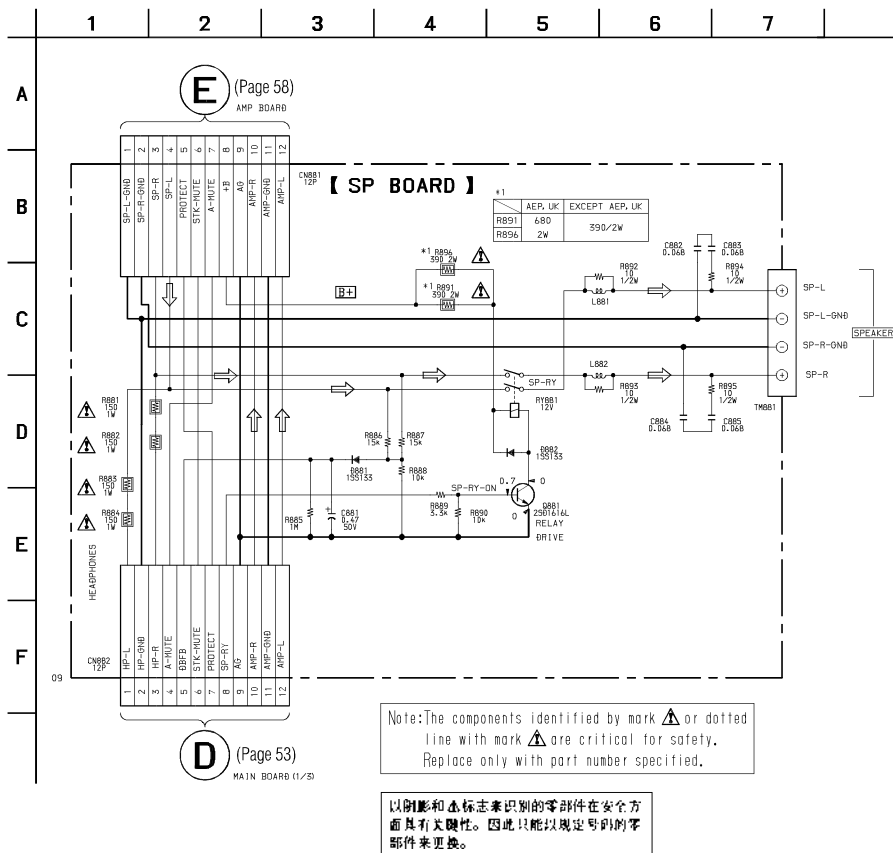 1 2 3 4 5 6 7
A
E (Page 58)
AMP BOARD
1 2 3 4 5 6 7 8 9 10 11 12
SP-L-GND
SP-R-GND
SP-R
SP-L
PROTECT
STK-MUTE
A-MUTE
+B
AG
AMP-R
AMP-GND
AMP-L
CN881
12P
B
【 SP BOARD 】
*1
AEP, UK EXCEPT AEP, UK
R891 680 390/2W
R896 2W
C882
0.068
C883
0.068
*1 R896
390 2W
*1 R891
390 2W
R892
10
1/2W
R894
10
1/2W
B+
L881
C
SP-L
SP-L-GND
SP-R-GND
SP-R
SPEAKER
TM881
L882
R893
10
1/2W
R895
10
1/2W
C884
0.068
C885
0.068
SP-RY
RY881
12V
D
R881
150
1W
R882
150
1W
R883
150
1W
R884
150
1W
R886
15k
R887
15k
R888
10k
D881
1SS133
D882
1SS133
SP-RY-ON
0.7
0
0
Q881
2SD1616L
RELAY
DRIVE
E
R885
1M
C881
0.47
50V
R889
3.3k
R890
10k
HEADPHONES
F
CN882
12P
HP-L
HP-GND
HP-R
A-MUTE
DBFB
STK-MUTE
PROTECT
SP-RY
AG
AMP-R
AMP-GND
AMP-L
1 2 3 4 5 6 7 8 9 10 11 12
09
D (Page 53)
MAIN BOARD (1/3)
Note:The components identified by mark ⚠ or dotted
line with mark ⚠ are critical for safety.
Replace only with part number specified.
以阴影和⚠标志来识别的零部件在安全方
面具有关键性。因此只能以规定号码的零
部件来更换。